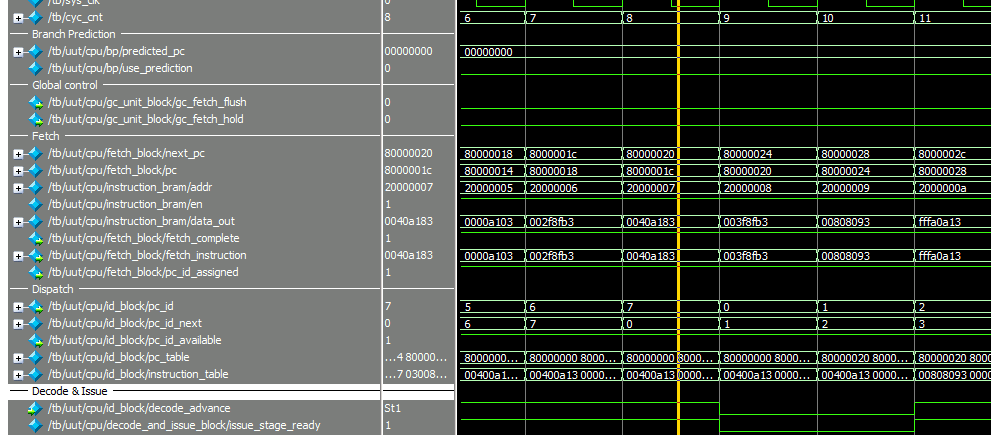 /tb/sys_clk 0
/tb/cyc_cnt 8 6 7 8 9 10 11
Branch Prediction
/tb/uut/cpu/bp/predicted_pc 00000000 00000000
/tb/uut/cpu/bp/use_prediction 0
Global control
/tb/uut/cpu/gc_unit_block/gc_fetch_flush 0
/tb/uut/cpu/gc_unit_block/gc_fetch_hold 0
Fetch
/tb/uut/cpu/fetch_block/next_pc 80000020 80000018 8000001c 80000020 80000024 80000028 8000002c
/tb/uut/cpu/fetch_block/pc 8000001c 80000014 80000018 8000001c 80000020 80000024 80000028
/tb/uut/cpu/instruction_bram/addr 20000007 20000005 20000006 20000007 20000008 20000009 2000000a
/tb/uut/cpu/instruction_bram/en 1
/tb/uut/cpu/instruction_bram/data_out 0040a183 0000a103 002f8fb3 0040a183 003f8fb3 00808093 fffa0a13
/tb/uut/cpu/fetch_block/fetch_complete 1
/tb/uut/cpu/fetch_block/fetch_instruction 0040a183 0000a103 002f8fb3 0040a183 003f8fb3 00808093 fffa0a13
/tb/uut/cpu/fetch_block/pc_id_assigned 1
Dispatch
/tb/uut/cpu/id_block/pc_id 7 5 6 7 0 1 2
/tb/uut/cpu/id_block/pc_id_next 0 6 7 0 1 2 3
/tb/uut/cpu/id_block/pc_id_available 1
/tb/uut/cpu/id_block/pc_table ...4 80000... 8000000... 80000000 8000... 80000000 8000... 80000000 8000... 80000020 8000... 80000020 8000
/tb/uut/cpu/id_block/instruction_table ...7 03008... 00400a1... 00400a13 0000... 00400a13 0000... 00400a13 0000... 00400a13 0000... 00808093 0000
Decode & Issue
/tb/uut/cpu/id_block/decode_advance St1
/tb/uut/cpu/decode_and_issue_block/issue_stage_ready 1